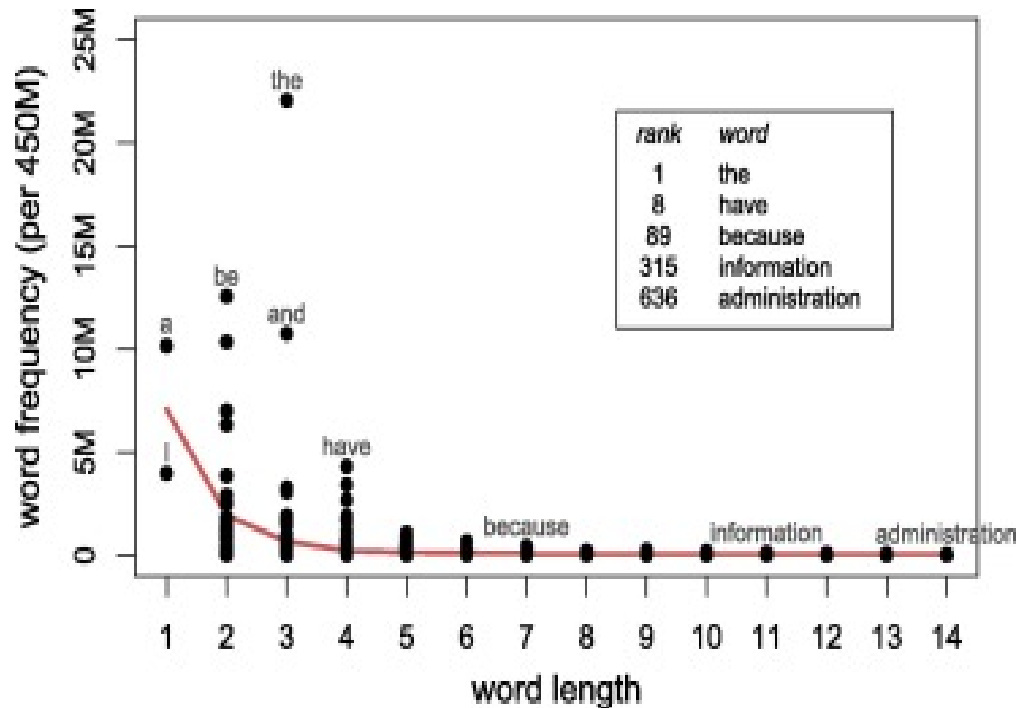 word frequency (per 450M)
25M
20M
15M
10M
5M
0
the
be
and
a
I
have
because
information
administration
rank word
1 the
8 have
89 because
315 information
636 administration
1 2 3 4 5 6 7 8 9 10 11 12 13 14
word length